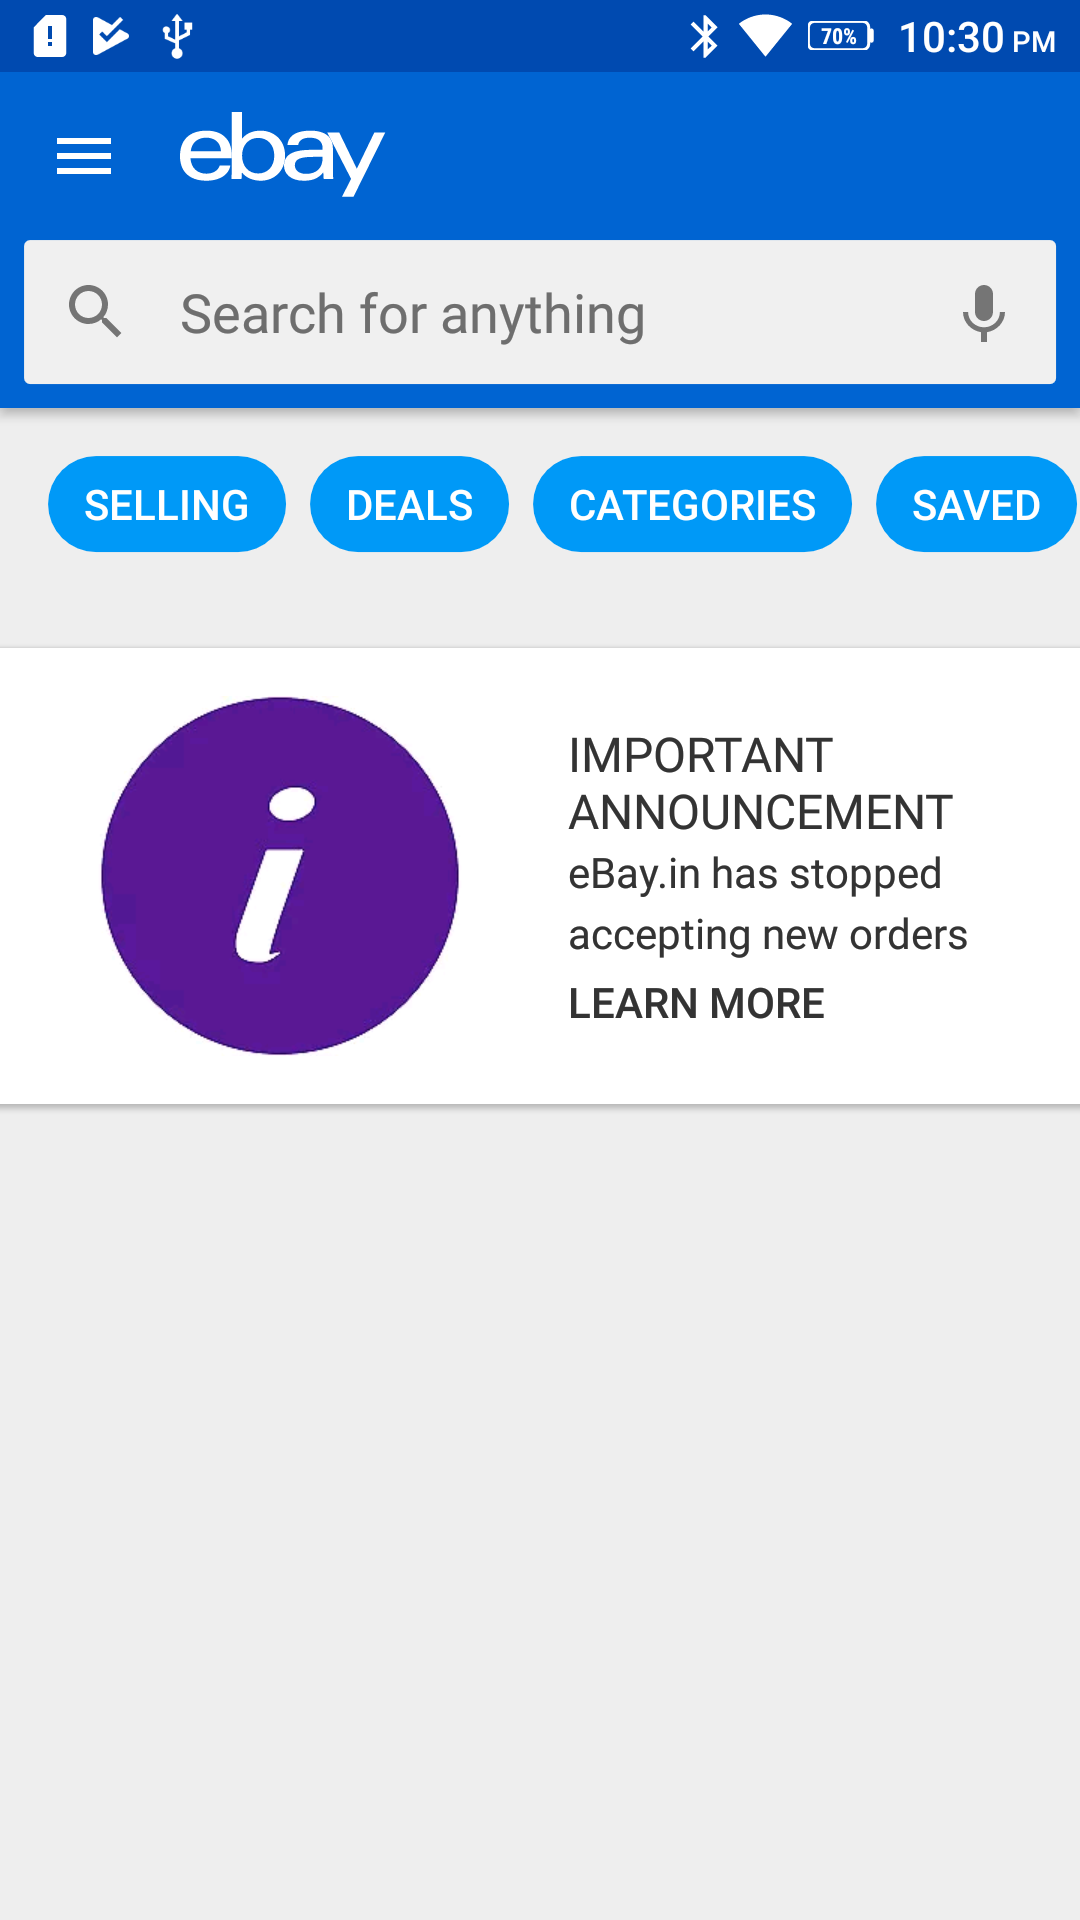 70% 10:30 PM
ebay
Search for anything
SELLING DEALS CATEGORIES SAVED
i
IMPORTANT
ANNOUNCEMENT
eBay.in has stopped
accepting new orders
LEARN MORE